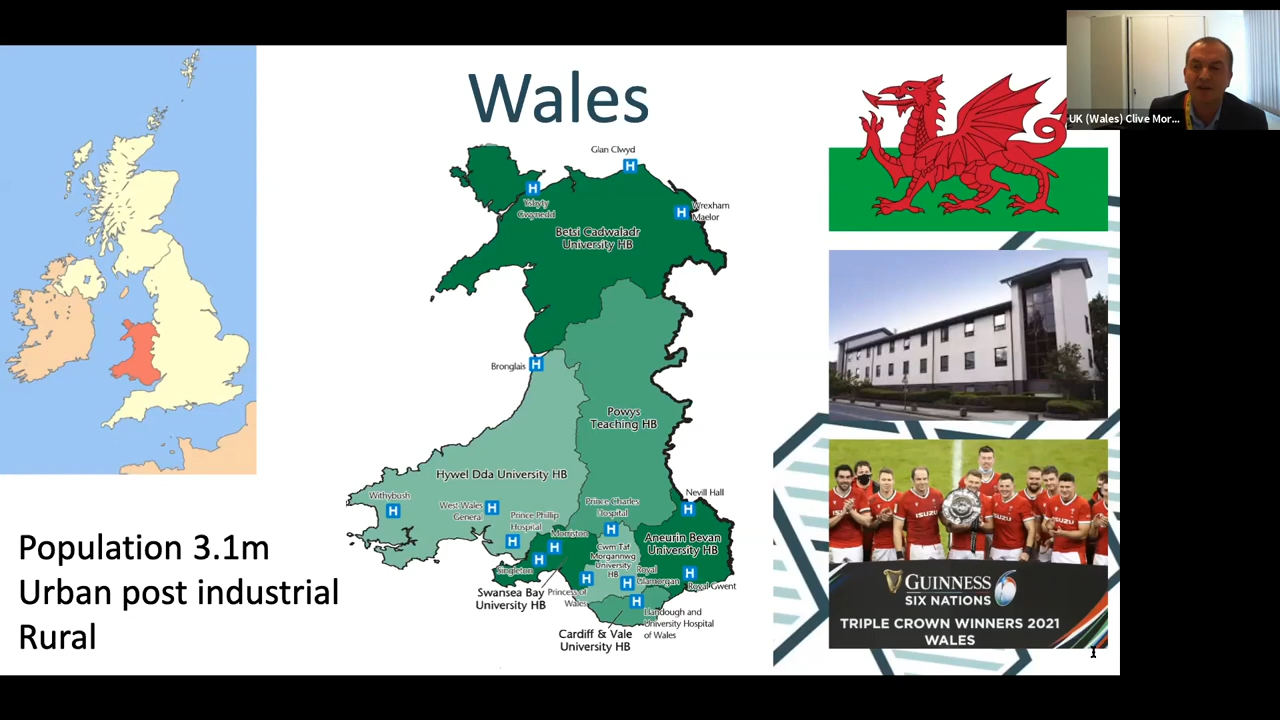 Wales
UK (Wales) Clive Mor...
Glan Clwyd
H
H
Ysbyty
Gwynedd
H
Wrexham
Maelor
Betsi Cadwaladr
University HB
Bronglais
H
Powys
Teaching HB
Hywel Dda University HB
Withybush
H
West Wales
General
H
Prince Phillip
Hospital
H
Morriston
H
Singleton
H
Swansea Bay
University HB
Prince Charles
Hospital
H
Nevill Hall
H
Aneurin Bevan
University HB
Cwm Taf
Morgannwg
University
HB
H
Princess of
Wales
Royal
Glamorgan
H
H
Royal Gwent
H
Llandough and
University Hospital
of Wales
Cardiff & Vale
University HB
Population 3.1m
Urban post industrial
Rural
ISUZU
ISUZU
GUINNESS
SIX NATIONS
TRIPLE CROWN WINNERS 2021
WALES